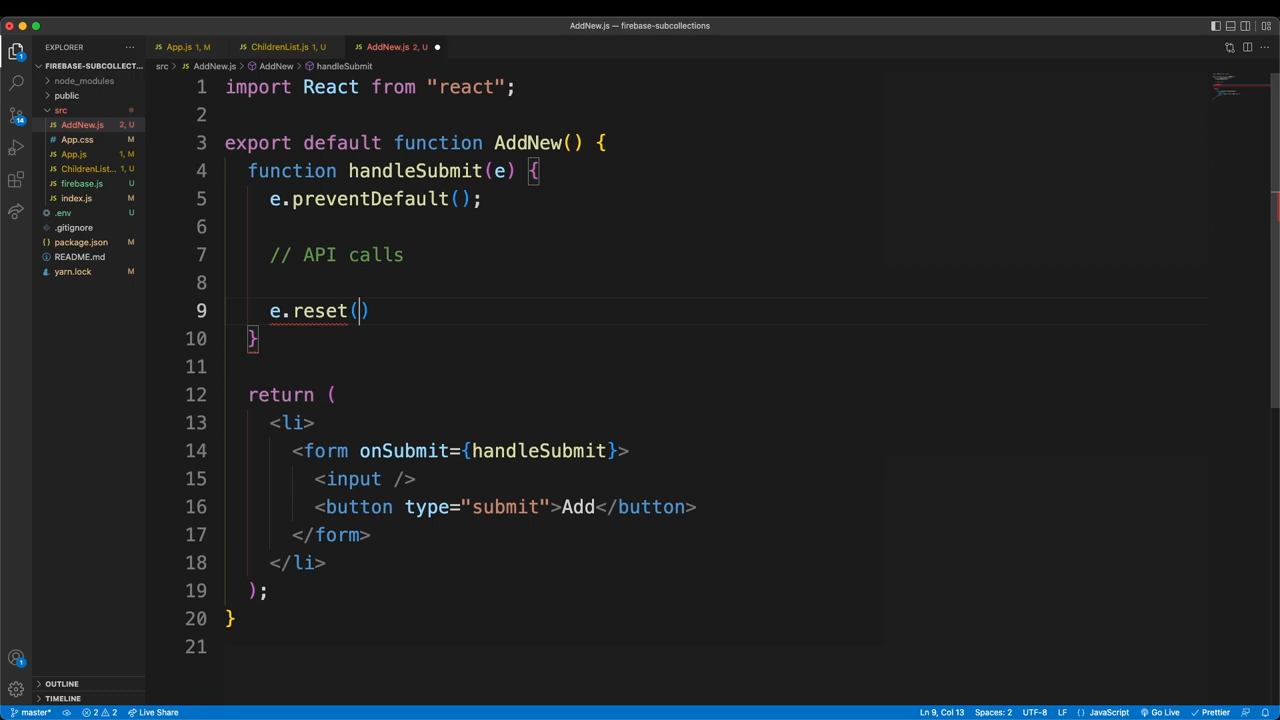 AddNew.js — firebase-subcollections
EXPLORER
App.js 1, M
ChildrenList.js 1, U
AddNew.js 2, U
FIREBASE-SUBCOLLECT...
node_modules
public
src
AddNew.js 2, U
App.css M
App.js 1, M
ChildrenList... 1, U
firebase.js U
index.js M
.env U
.gitignore
package.json M
README.md
yarn.lock M
OUTLINE
TIMELINE
1
14
1
src > AddNew.js > AddNew > handleSubmit
1 import React from "react";
2
3 export default function AddNew() {
4 function handleSubmit(e) {
5 e.preventDefault();
6
7 // API calls
8
9 e.reset()
10 }
11
12 return (
13 <li>
14 <form onSubmit={handleSubmit}>
15 <input />
16 <button type="submit">Add</button>
17 </form>
18 </li>
19 );
20 }
21
master* 2 2 Live Share Ln 9, Col 13 Spaces: 2 UTF-8 LF {} JavaScript Go Live Prettier